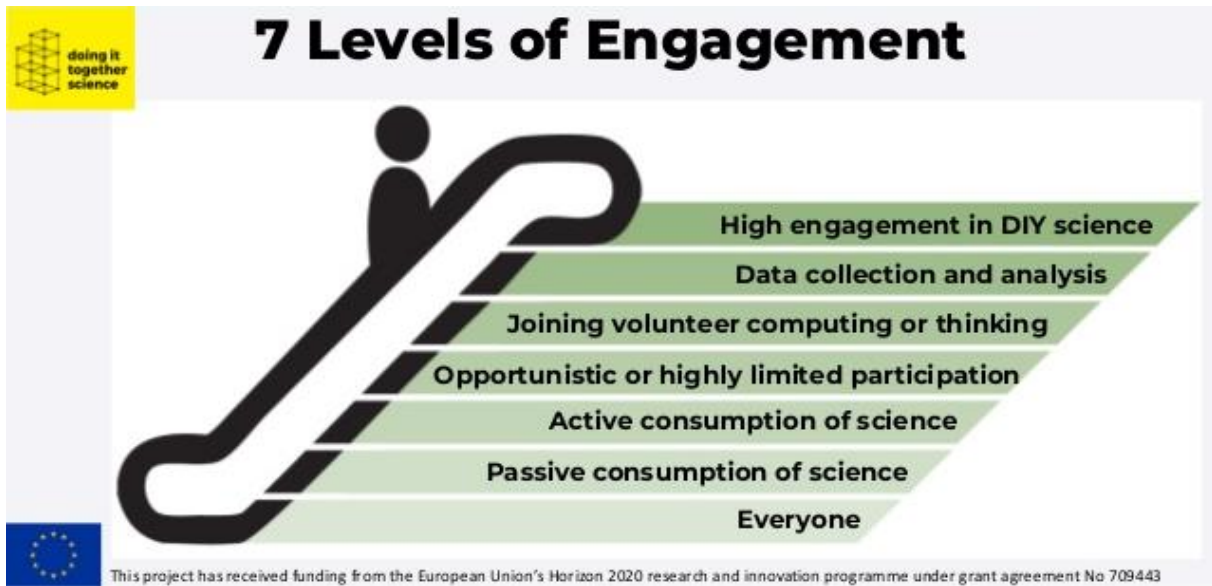 7 Levels of Engagement
doing it
together
science
High engagement in DIY science
Data collection and analysis
Joining volunteer computing or thinking
Opportunistic or highly limited participation
Active consumption of science
Passive consumption of science
Everyone
This project has received funding from the European Union's Horizon 2020 research and innovation programme under grant agreement No 709443